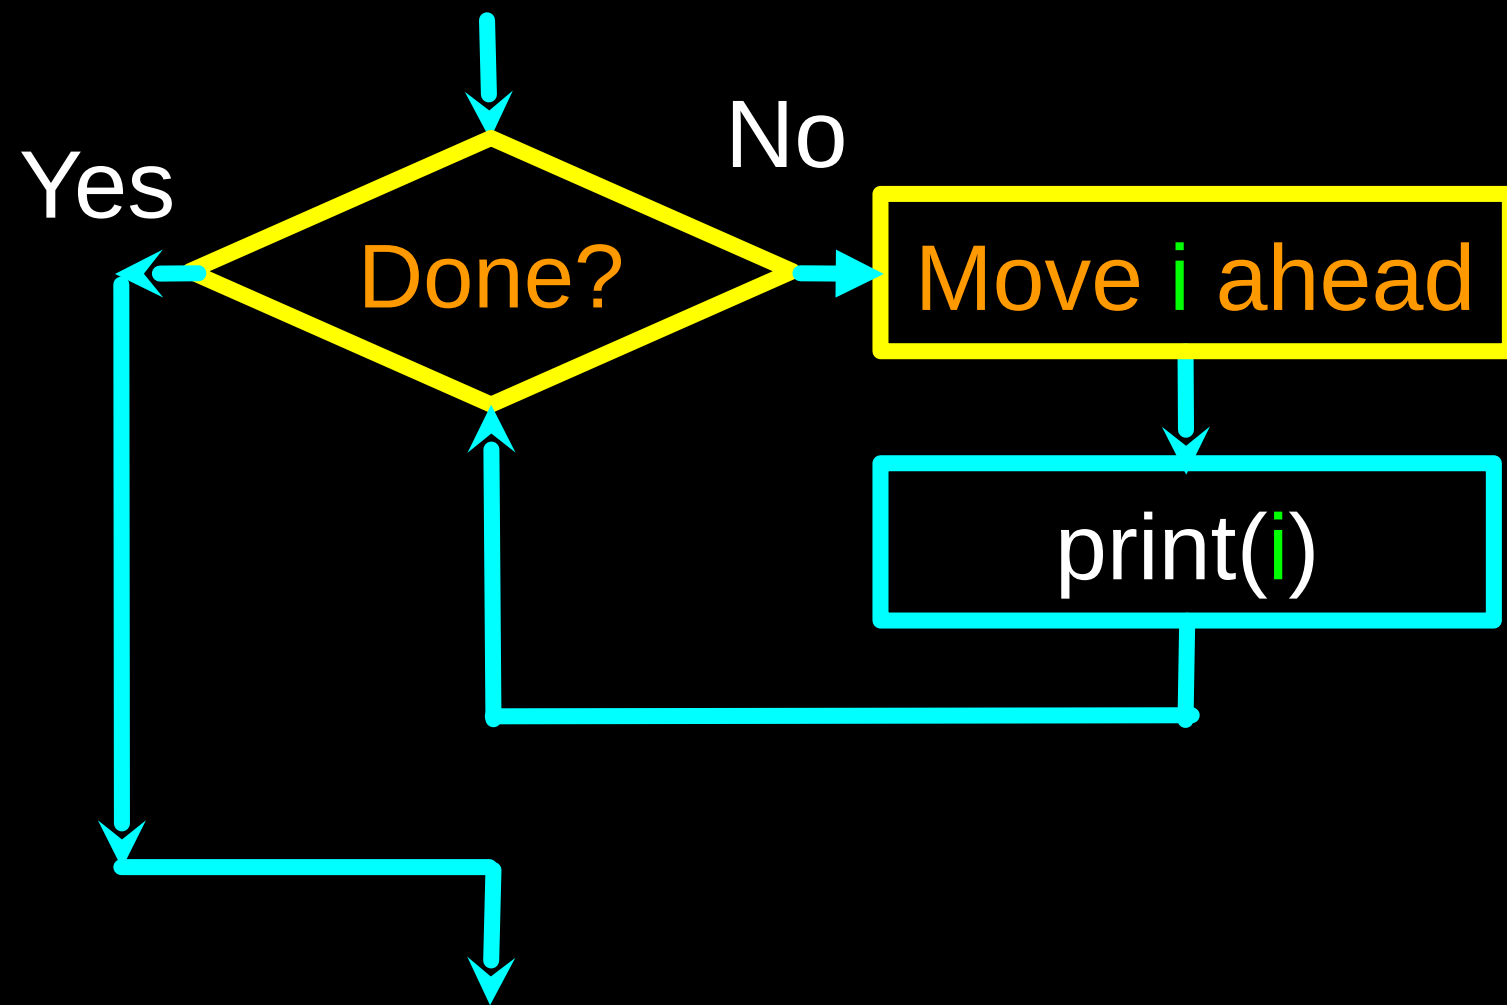 No
Yes
Done?
Move i ahead
print(i)